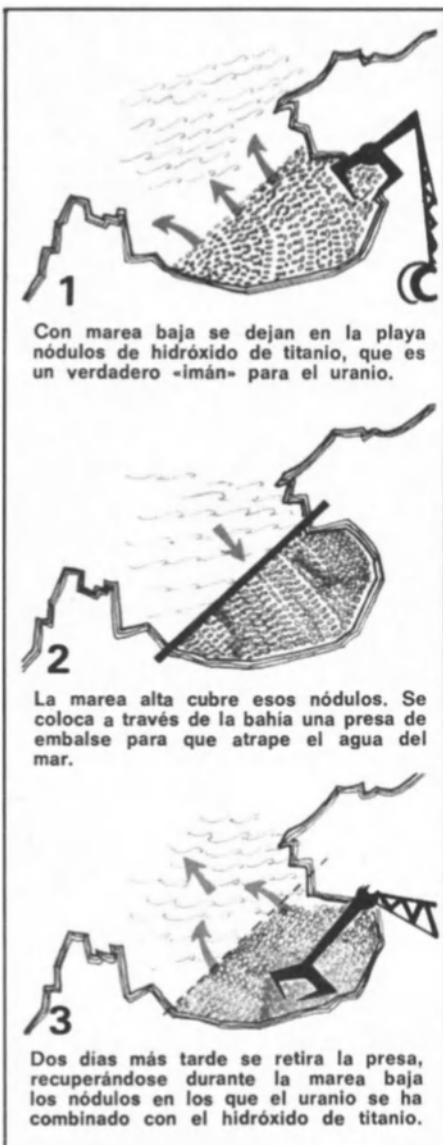 1
Con marea baja se dejan en la playa
nódulos de hidróxido de titanio, que es
un verdadero «imán» para el uranio.
2
La marea alta cubre esos nódulos. Se
coloca a través de la bahía una presa de
embalse para que atrape el agua del
mar.
3
Dos días más tarde se retira la presa,
recuperándose durante la marea baja
los nódulos en los que el uranio se ha
combinado con el hidróxido de titanio.